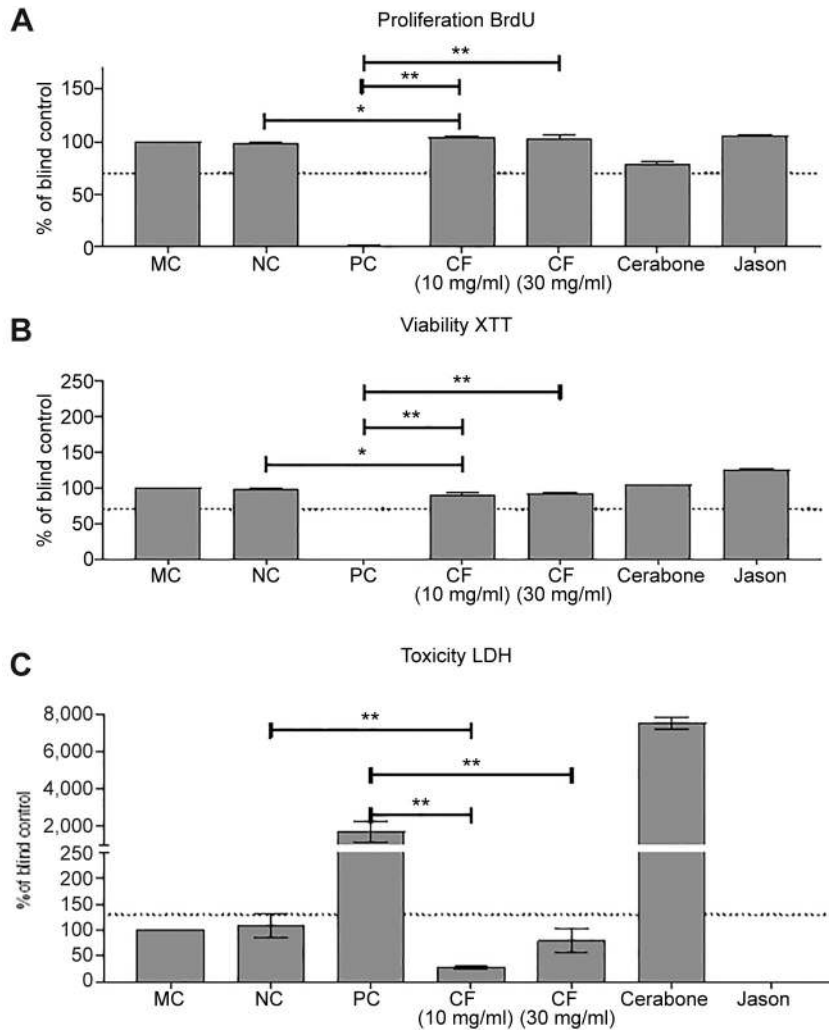 A
Proliferation BrdU
% of blind control
150
100
50
0
**
**
*
MC NC PC CF CF Cerabone Jason
(10 mg/ml) (30 mg/ml)
B
Viability XTT
% of blind control
250
200
150
100
50
0
**
**
*
MC NC PC CF CF Cerabone Jason
(10 mg/ml) (30 mg/ml)
C
Toxicity LDH
% of blind control
8,000
6,000
4,000
2,000
250
200
150
100
50
0
**
**
**
MC NC PC CF CF Cerabone Jason
(10 mg/ml) (30 mg/ml)